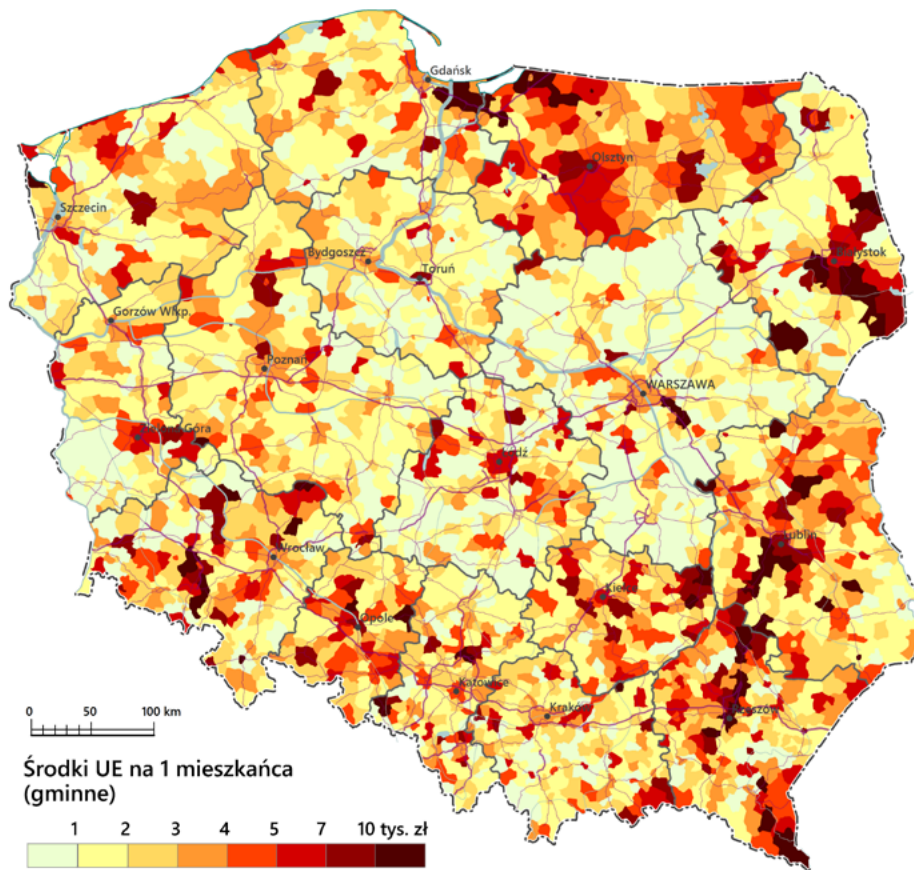 Gdańsk
Olsztyn
Szczecin
Bydgoszcz
Białystok
Toruń
Gorzów Wlkp.
Poznań
WARSZAWA
Zielona Góra
Łódź
Lublin
Wrocław
Kielce
Opole
Katowice
Kraków
Rzeszów
0 50 100 km
Środki UE na 1 mieszkańca
(gminne)
1 2 3 4 5 7 10 tys. zł